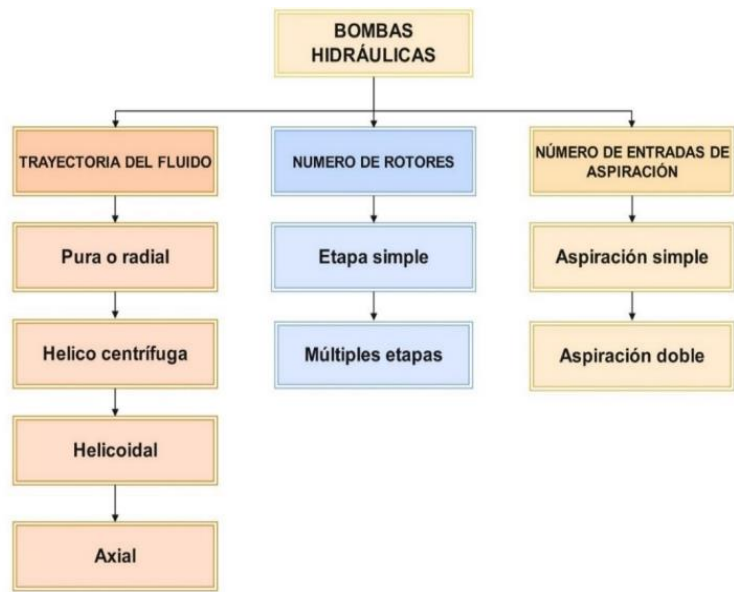 BOMBAS
HIDRÁULICAS
TRAYECTORIA DEL FLUIDO
NUMERO DE ROTORES
NÚMERO DE ENTRADAS DE
ASPIRACIÓN
Pura o radial
Etapa simple
Aspiración simple
Helico centrífuga
Múltiples etapas
Aspiración doble
Helicoidal
Axial